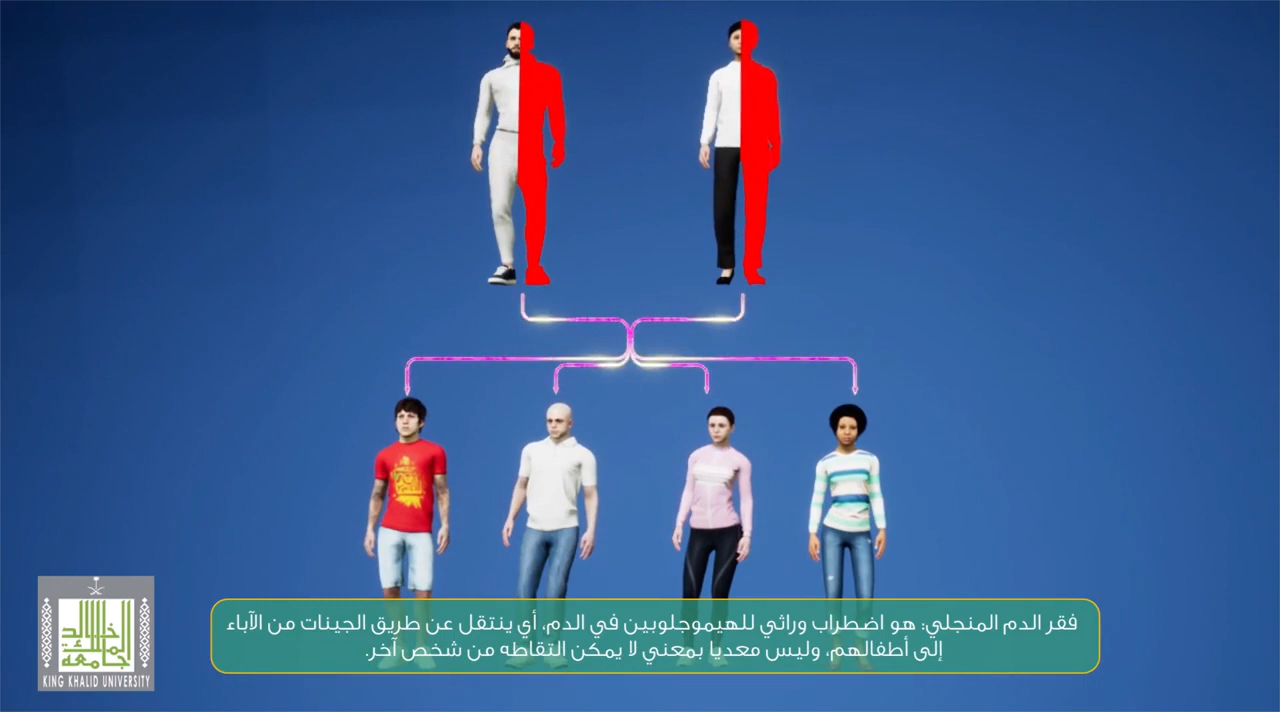 فقر الدم المنجلي: هو اضطراب وراثي للهيموجلوبين في الدم، أي ينتقل عن طريق الجينات من الآباء
إلى أطفالهم، وليس معديا بمعني لا يمكن التقاطه من شخص آخر.
جامعة الملك خالد
KING KHALID UNIVERSITY